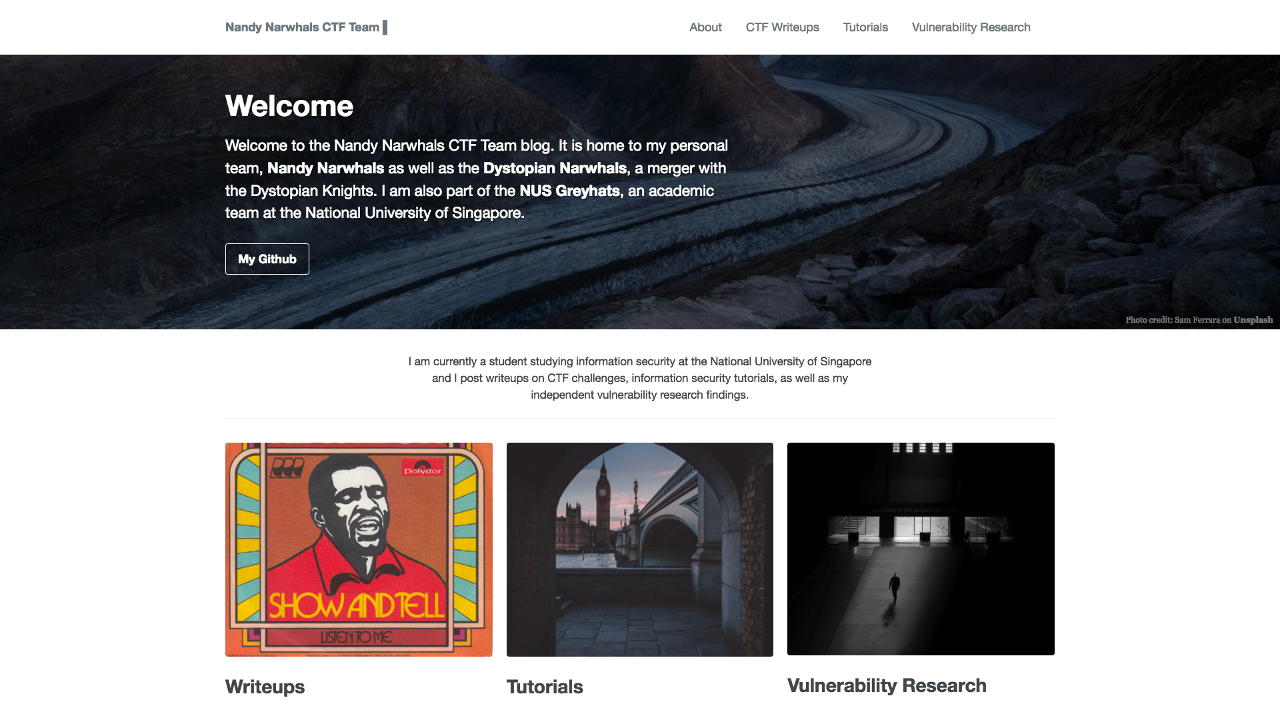 Nandy Narwhals CTF Team
About CTF Writeups Tutorials Vulnerability Research
Welcome
Welcome to the Nandy Narwhals CTF Team blog. It is home to my personal
team, Nandy Narwhals as well as the Dystopian Narwhals, a merger with
the Dystopian Knights. I am also part of the NUS Greyhats, an academic
team at the National University of Singapore.
My Github
Photo credit: Sam Ferrara on Unsplash
I am currently a student studying information security at the National University of Singapore
and I post writeups on CTF challenges, information security tutorials, as well as my
independent vulnerability research findings.
Polydor
SHOW AND TELL
LISTEN TO ME
Writeups
Tutorials
Vulnerability Research